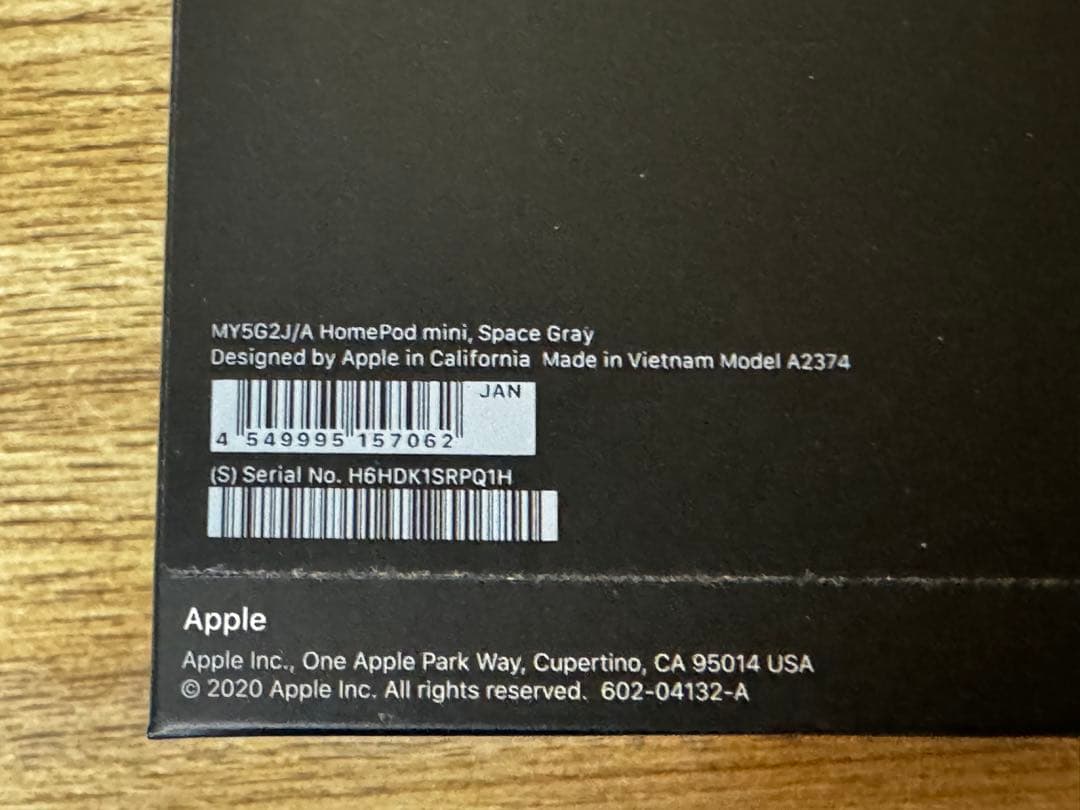 MY5G2J/A HomePod mini, Space Gray
Designed by Apple in California Made in Vietnam Model A2374
JAN
4 549995 157062
(S) Serial No. H6HDK1SRPQ1H
Apple
Apple Inc., One Apple Park Way, Cupertino, CA 95014 USA
© 2020 Apple Inc. All rights reserved. 602-04132-A